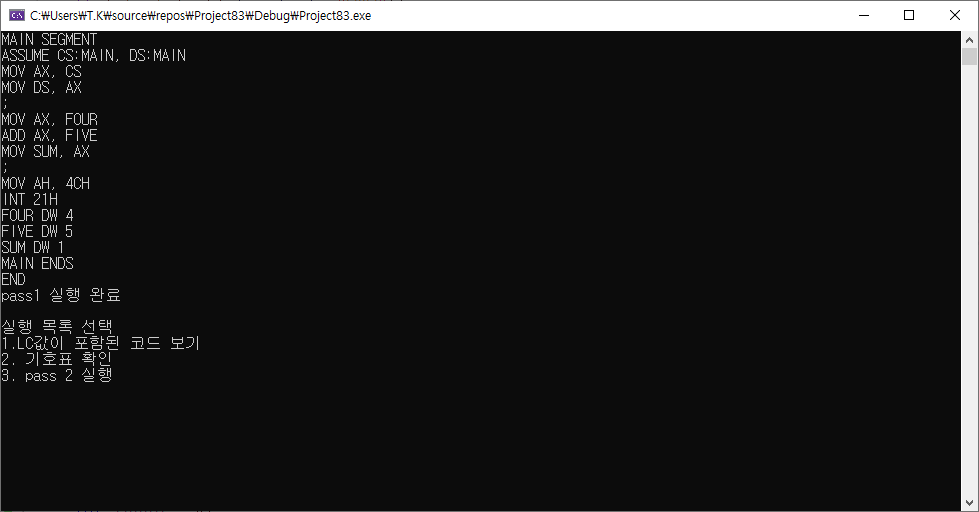 C:₩Users₩T.K₩source₩repos₩Project83₩Debug₩Project83.exe
MAIN SEGMENT
ASSUME CS:MAIN, DS:MAIN
MOV AX, CS
MOV DS, AX
;
MOV AX, FOUR
ADD AX, FIVE
MOV SUM, AX
;
MOV AH, 4CH
INT 21H
FOUR DW 4
FIVE DW 5
SUM DW 1
MAIN ENDS
END
pass1 실행 완료
실행 목록 선택
1.LC값이 포함된 코드 보기
2. 기호표 확인
3. pass 2 실행